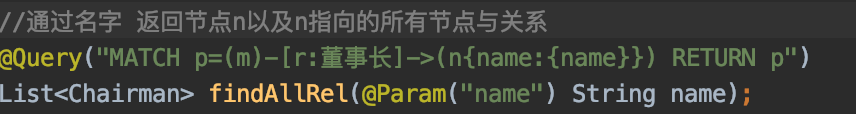 //通过名字 返回节点n以及n指向的所有节点与关系
@Query("MATCH p=(m)-[r:董事长]->(n{name:{name}}) RETURN p")
List<Chairman> findAllRel(@Param("name") String name);